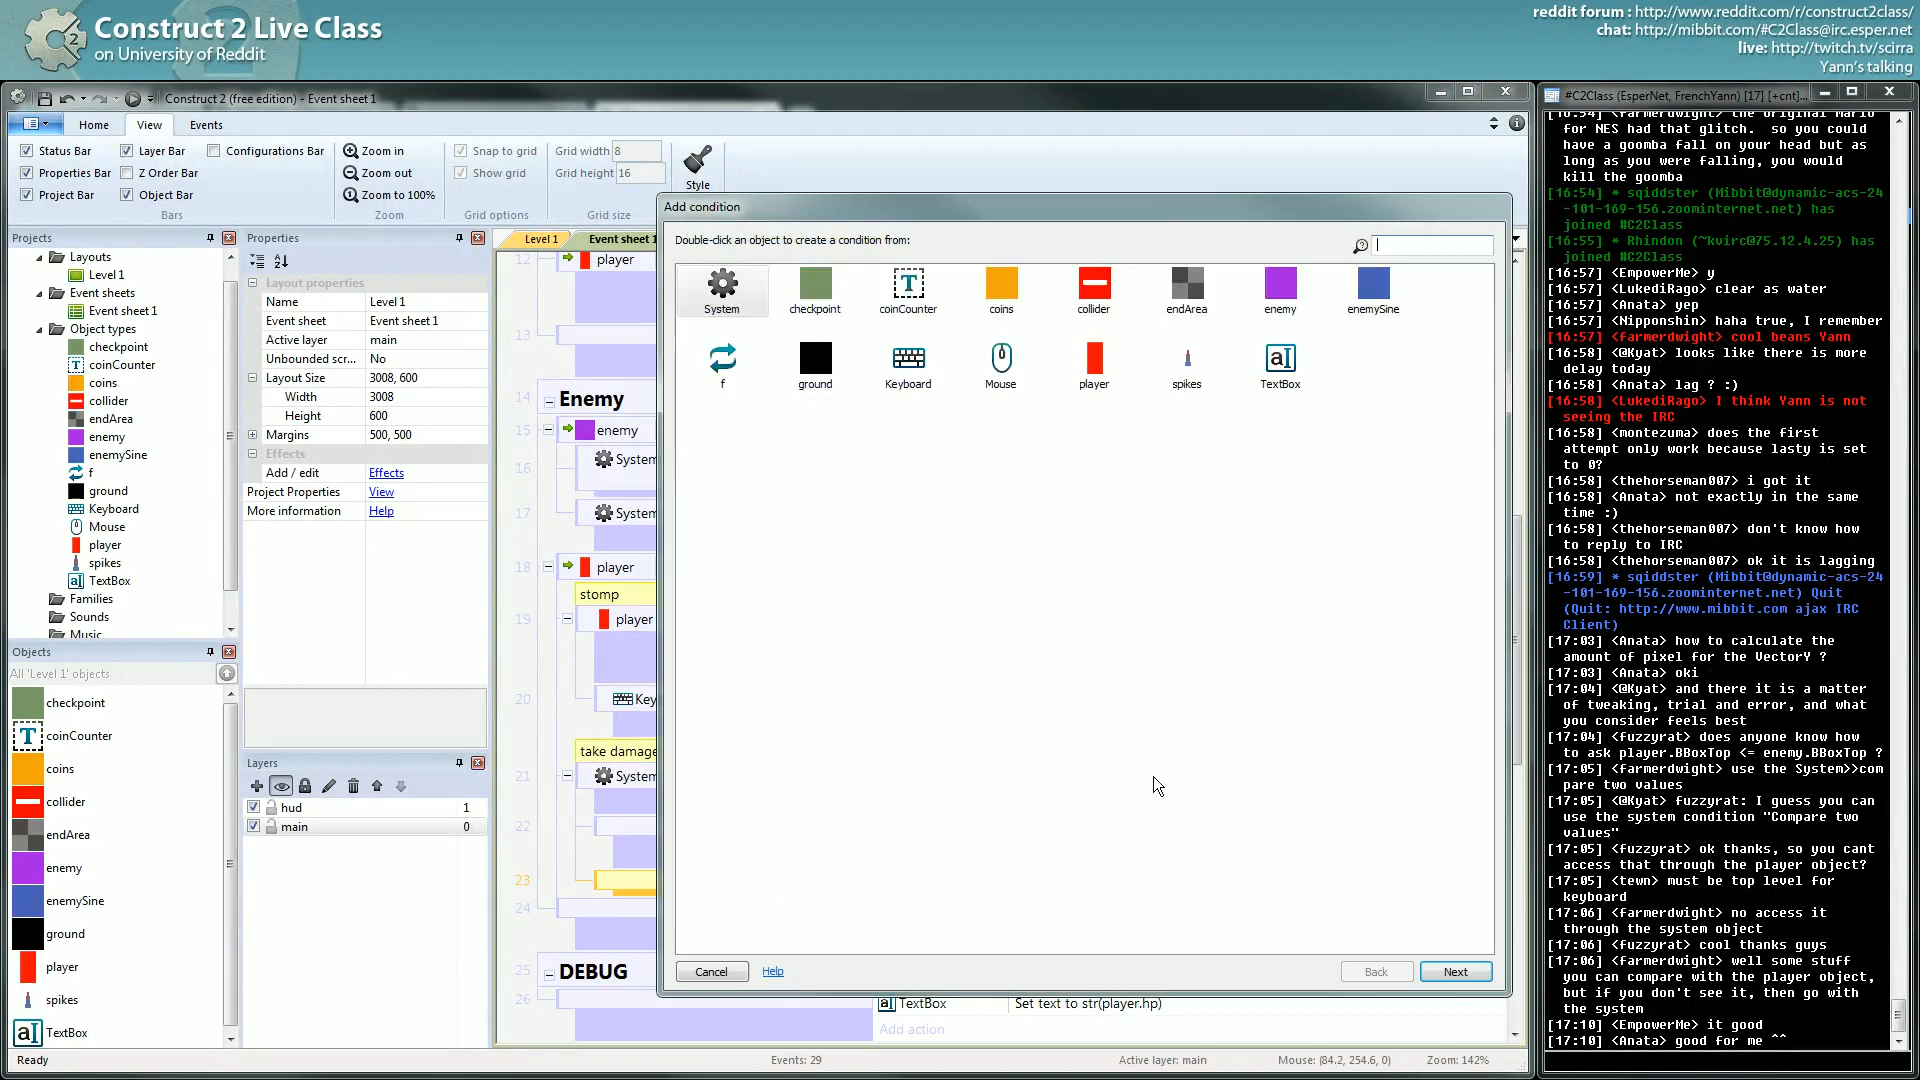 Construct 2 Live Class
on University of Reddit
reddit forum : http://www.reddit.com/r/construct2class/
chat: http://mibbit.com/#C2Class@irc.esper.net
live: http://twitch.tv/scirra
Yann's talking
Construct 2 (free edition) - Event sheet 1
Home
View
Events
Status Bar
Layer Bar
Configurations Bar
Properties Bar
Z Order Bar
Project Bar
Object Bar
Bars
Zoom in
Zoom out
Zoom to 100%
Zoom
Snap to grid
Show grid
Grid options
Grid width 8
Grid height 16
Grid size
Style
Projects
Layouts
Level 1
Event sheets
Event sheet 1
Object types
checkpoint
coinCounter
coins
collider
endArea
enemy
enemySine
f
ground
Keyboard
Mouse
player
spikes
TextBox
Families
Sounds
Music
Objects
All 'Level 1' objects
checkpoint
coinCounter
coins
collider
endArea
enemy
enemySine
ground
player
spikes
TextBox
Properties
Layout properties
Name Level 1
Event sheet Event sheet 1
Active layer main
Unbounded scr... No
Layout Size 3008, 600
Width 3008
Height 600
Margins 500, 500
Effects
Add / edit Effects
Project Properties View
More information Help
Layers
hud 1
main 0
Level 1
Event sheet 1
12 player
13
14 Enemy
15 enemy
16 System
17 System
18 player
stomp
19 player
20 Key
take damage
21 System
22
23
24
25 DEBUG
26
TextBox Set text to str(player.hp)
Add action
Add condition
Double-click an object to create a condition from:
System
checkpoint
coinCounter
coins
collider
endArea
enemy
enemySine
f
ground
Keyboard
Mouse
player
spikes
TextBox
Cancel
Help
Back
Next
Ready
Events: 29
Active layer: main
Mouse: (84.2, 254.6, 0)
Zoom: 142%
#C2Class (EsperNet, FrenchYann) [17] [+cnt]...
[16:54] <farmerdwight> the original Mario
for NES had that glitch. so you could
have a goomba fall on your head but as
long as you were falling, you would
kill the goomba
[16:54] * sqiddster (Mibbit@dynamic-acs-24
-101-169-156.zoominternet.net) has
joined #C2Class
[16:55] * Rhindon (~kvirc@75.12.4.25) has
joined #C2Class
[16:57] <EmpowerMe> y
[16:57] <LukediRago> clear as water
[16:57] <Anata> yep
[16:57] <Nipponshin> haha true, I remember
[16:57] <farmerdwight> cool beans Yann
[16:58] <@Kyat> looks like there is more
delay today
[16:58] <Anata> lag ? :)
[16:58] <LukediRago> I think Yann is not
seeing the IRC
[16:58] <montezuma> does the first
attempt only work because lasty is set
to 0?
[16:58] <thehorseman007> i got it
[16:58] <Anata> not exactly in the same
time :)
[16:58] <thehorseman007> don't know how
to reply to IRC
[16:58] <thehorseman007> ok it is lagging
[16:59] * sqiddster (Mibbit@dynamic-acs-24
-101-169-156.zoominternet.net) Quit
(Quit: http://www.mibbit.com ajax IRC
Client)
[17:03] <Anata> how to calculate the
amount of pixel for the VectorY ?
[17:03] <Anata> oki
[17:04] <@Kyat> and there it is a matter
of tweaking, trial and error, and what
you consider feels best
[17:04] <fuzzyrat> does anyone know how
to ask player.BBoxTop <= enemy.BBoxTop ?
[17:05] <farmerdwight> use the System>>com
pare two values
[17:05] <@Kyat> fuzzyrat: I guess you can
use the system condition "Compare two
values"
[17:05] <fuzzyrat> ok thanks, so you cant
access that through the player object?
[17:05] <tewn> must be top level for
keyboard
[17:06] <farmerdwight> no access it
through the system object
[17:06] <fuzzyrat> cool thanks guys
[17:06] <farmerdwight> well some stuff
you can compare with the player object,
but if you don't see it, then go with
the system
[17:10] <EmpowerMe> it good
[17:10] <Anata> good for me ^^